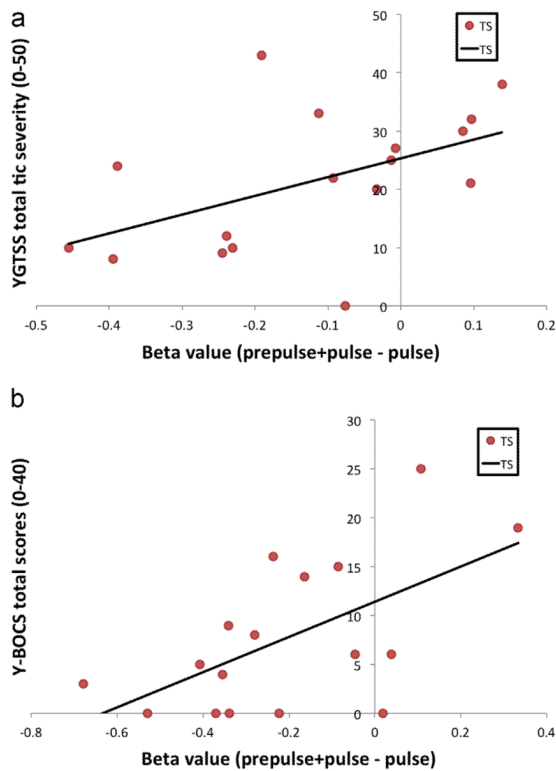 a
YGTSS total tic severity (0-50)
50
40
30
20
10
0
TS
TS
-0.5 -0.4 -0.3 -0.2 -0.1 0 0.1 0.2
Beta value (prepulse+pulse - pulse)
b
Y-BOCS total scores (0-40)
30
25
20
15
10
5
0
TS
TS
-0.8 -0.6 -0.4 -0.2 0 0.2 0.4
Beta value (prepulse+pulse - pulse)